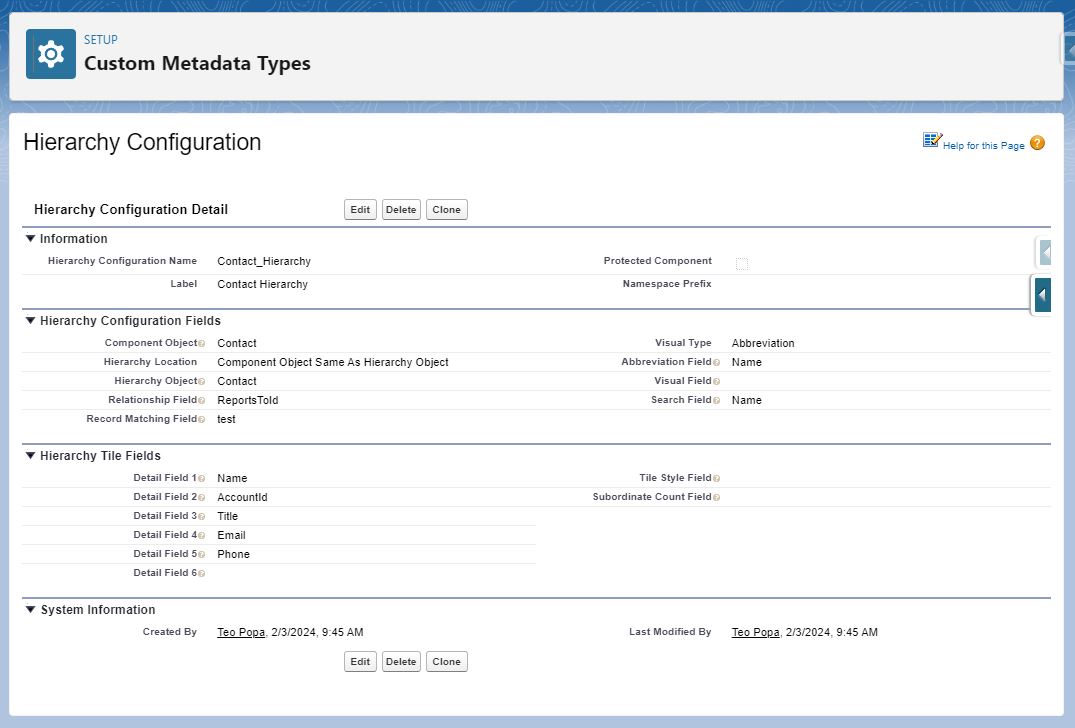 SETUP
Custom Metadata Types
Hierarchy Configuration
Help for this Page ?
Hierarchy Configuration Detail Edit Delete Clone
Information
Hierarchy Configuration Name Contact_Hierarchy Protected Component
Label Contact Hierarchy Namespace Prefix
Hierarchy Configuration Fields
Component Object Contact Visual Type Abbreviation
Hierarchy Location Component Object Same As Hierarchy Object Abbreviation Field Name
Hierarchy Object Contact Visual Field
Relationship Field ReportsToId Search Field Name
Record Matching Field test
Hierarchy Tile Fields
Detail Field 1 Name Tile Style Field
Detail Field 2 AccountId Subordinate Count Field
Detail Field 3 Title
Detail Field 4 Email
Detail Field 5 Phone
Detail Field 6
System Information
Created By Teo Popa, 2/3/2024, 9:45 AM Last Modified By Teo Popa, 2/3/2024, 9:45 AM
Edit Delete Clone